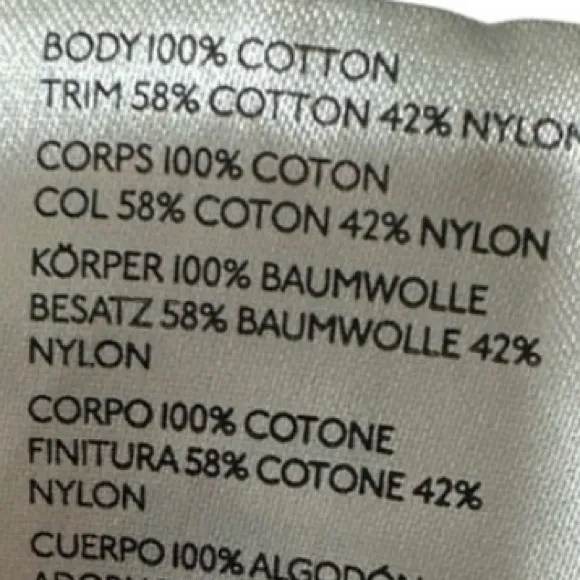 BODY 100% COTTON
TRIM 58% COTTON 42% NYLON
CORPS 100% COTON
COL 58% COTON 42% NYLON
KÖRPER 100% BAUMWOLLE
BESATZ 58% BAUMWOLLE 42%
NYLON
CORPO 100% COTONE
FINITURA 58% COTONE 42%
NYLON
CUERPO 100% ALGODÓN